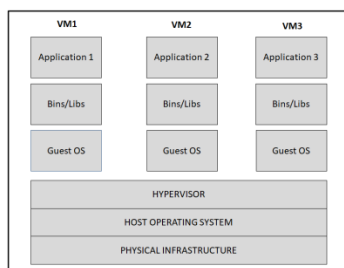 VM1 VM2 VM3
Application 1 Application 2 Application 3
Bins/Libs Bins/Libs Bins/Libs
Guest OS Guest OS Guest OS
HYPERVISOR
HOST OPERATING SYSTEM
PHYSICAL INFRASTRUCTURE